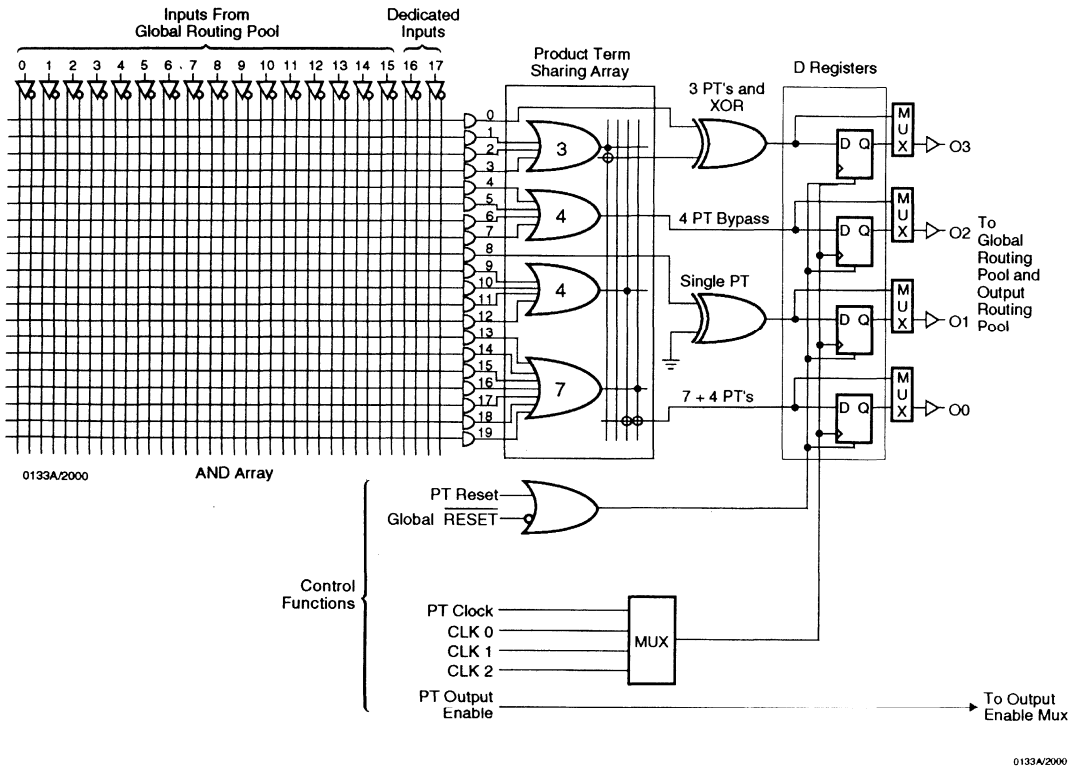 Inputs From
Global Routing Pool
Dedicated
Inputs
0 1 2 3 4 5 6 7 8 9 10 11 12 13 14 15 16 17
Product Term
Sharing Array
3 PT's and
XOR
D Registers
0
1
2
3
4
5
6
7
8
9
10
11
12
13
14
15
16
17
18
19
3
4
4
7
4 PT Bypass
Single PT
7 + 4 PT's
D Q
MUX
O3
D Q
MUX
O2
D Q
MUX
O1
D Q
MUX
O0
To
Global
Routing
Pool and
Output
Routing
Pool
0133A/2000
AND Array
Control
Functions
PT Reset
Global RESET
PT Clock
CLK 0
CLK 1
CLK 2
MUX
PT Output
Enable
To Output
Enable Mux
0133A/2000